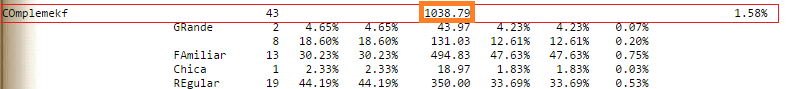 COmplemekf 43 1038.79 1.58%
GRande 2 4.65% 4.65% 43.97 4.23% 4.23% 0.07%
8 18.60% 18.60% 131.03 12.61% 12.61% 0.20%
FAmiliar 13 30.23% 30.23% 494.83 47.63% 47.63% 0.75%
Chica 1 2.33% 2.33% 18.97 1.83% 1.83% 0.03%
REgular 19 44.19% 44.19% 350.00 33.69% 33.69% 0.53%